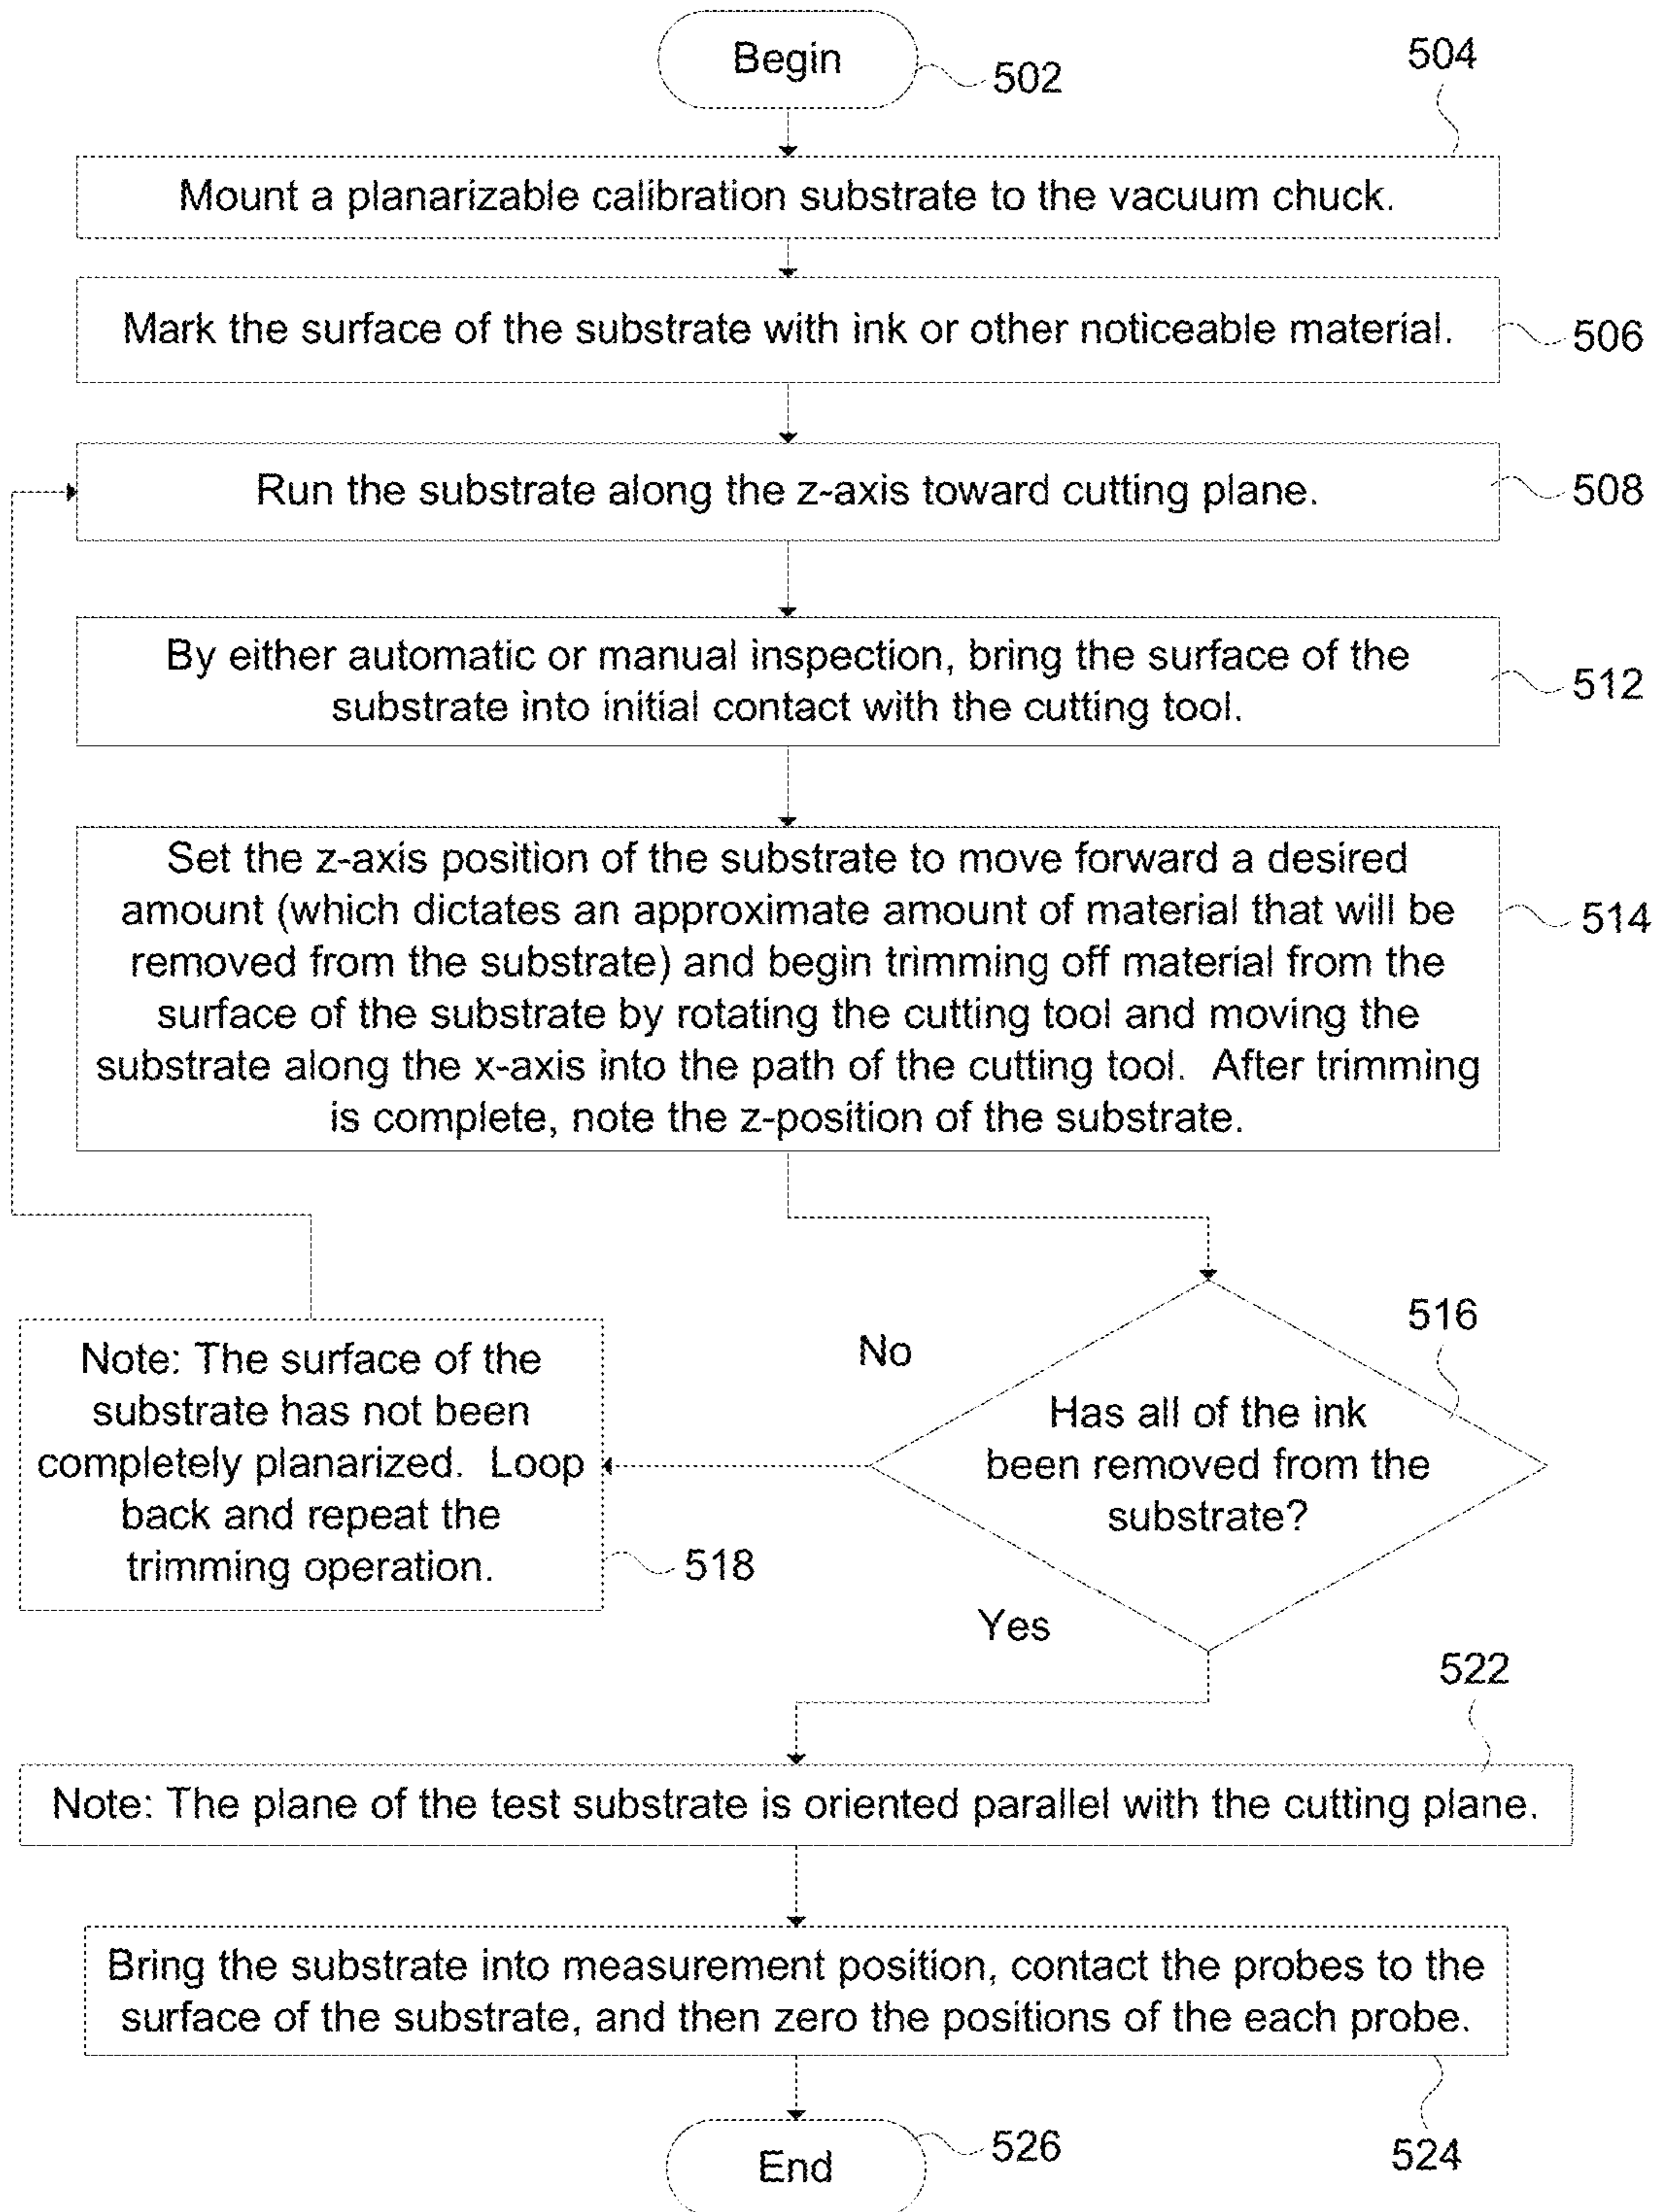 Begin
502
504
Mount a planarizable calibration substrate to the vacuum chuck.
Mark the surface of the substrate with ink or other noticeable material.
506
Run the substrate along the z-axis toward cutting plane.
508
By either automatic or manual inspection, bring the surface of the
substrate into initial contact with the cutting tool.
512
Set the z-axis position of the substrate to move forward a desired
amount (which dictates an approximate amount of material that will be
removed from the substrate) and begin trimming off material from the
surface of the substrate by rotating the cutting tool and moving the
substrate along the x-axis into the path of the cutting tool.  After trimming
is complete, note the z-position of the substrate.
514
516
Has all of the ink
been removed from the
substrate?
No
Note: The surface of the
substrate has not been
completely planarized.  Loop
back and repeat the
trimming operation.
518
Yes
522
Note: The plane of the test substrate is oriented parallel with the cutting plane.
Bring the substrate into measurement position, contact the probes to the
surface of the substrate, and then zero the positions of the each probe.
524
End
526